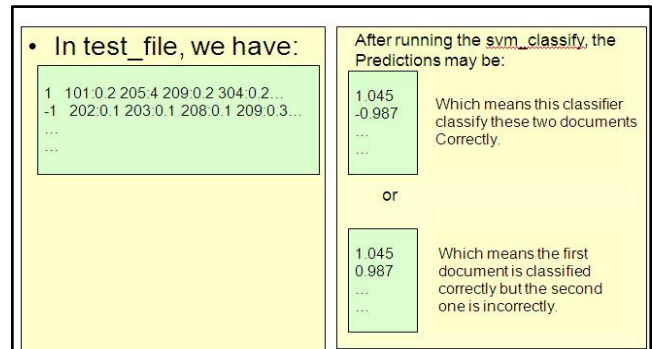 • In test_file, we have:
1 101:0.2 205:4 209:0.2 304:0.2…
-1 202:0.1 203:0.1 208:0.1 209:0.3…
…
…
After running the svm_classify, the
Predictions may be:
1.045
-0.987
…
…
Which means this classifier
classify these two documents
Correctly.
or
1.045
0.987
…
…
Which means the first
document is classified
correctly but the second
one is incorrectly.